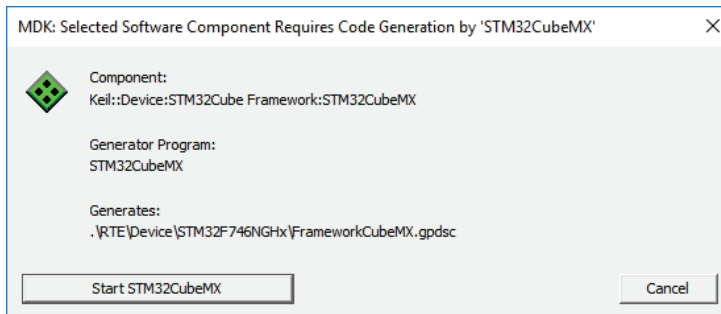 MDK: Selected Software Component Requires Code Generation by 'STM32CubeMX'
Component:
Keil::Device:STM32Cube Framework:STM32CubeMX
Generator Program:
STM32CubeMX
Generates:
.\RTE\Device\STM32F746NGHx\FrameworkCubeMX.gpdsc
Start STM32CubeMX
Cancel